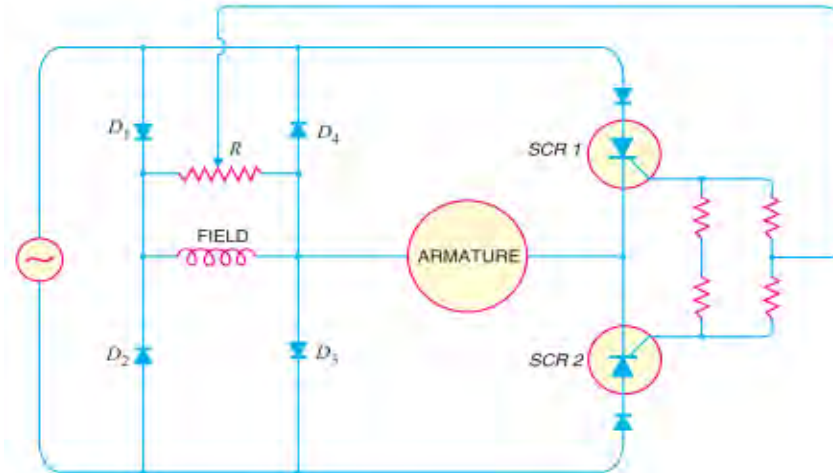 D₁
R
D₄
SCR 1
FIELD
ARMATURE
D₂
D₃
SCR 2